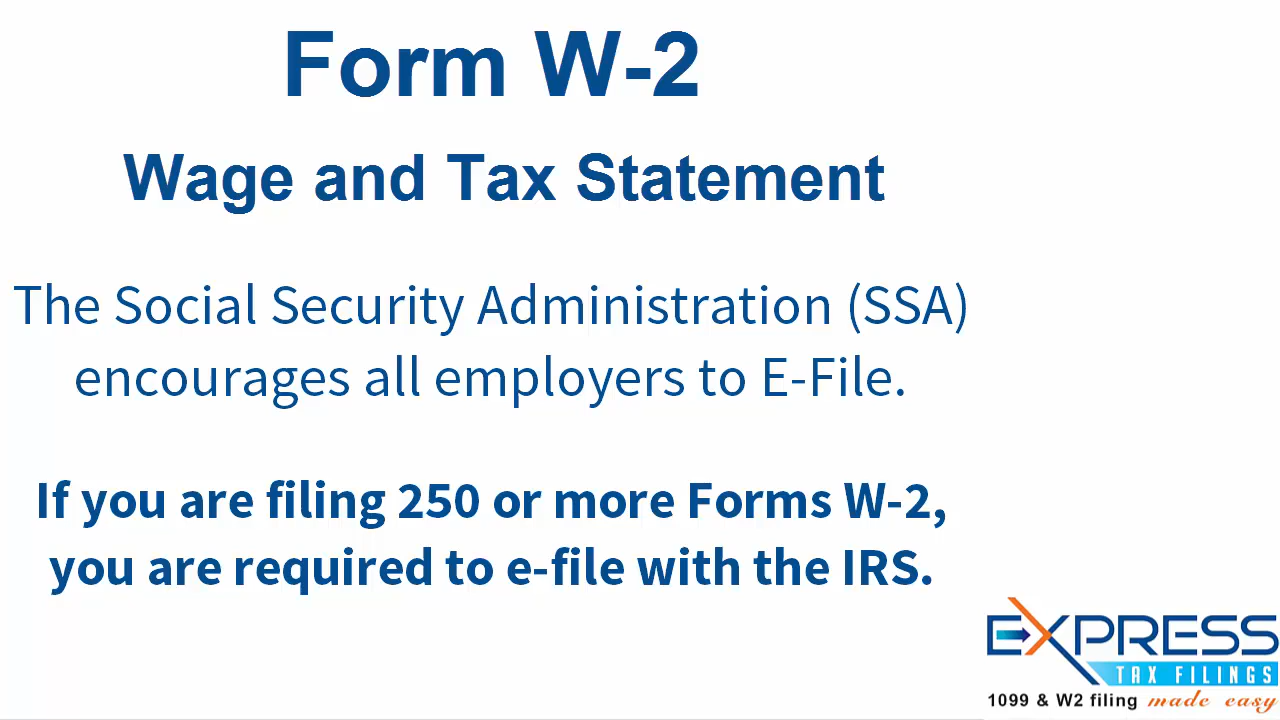 Form W-2
Wage and Tax Statement
The Social Security Administration (SSA)
encourages all employers to E-File.
If you are filing 250 or more Forms W-2,
you are required to e-file with the IRS.
EXPRESS
TAX FILINGS
1099 & W2 filing made easy